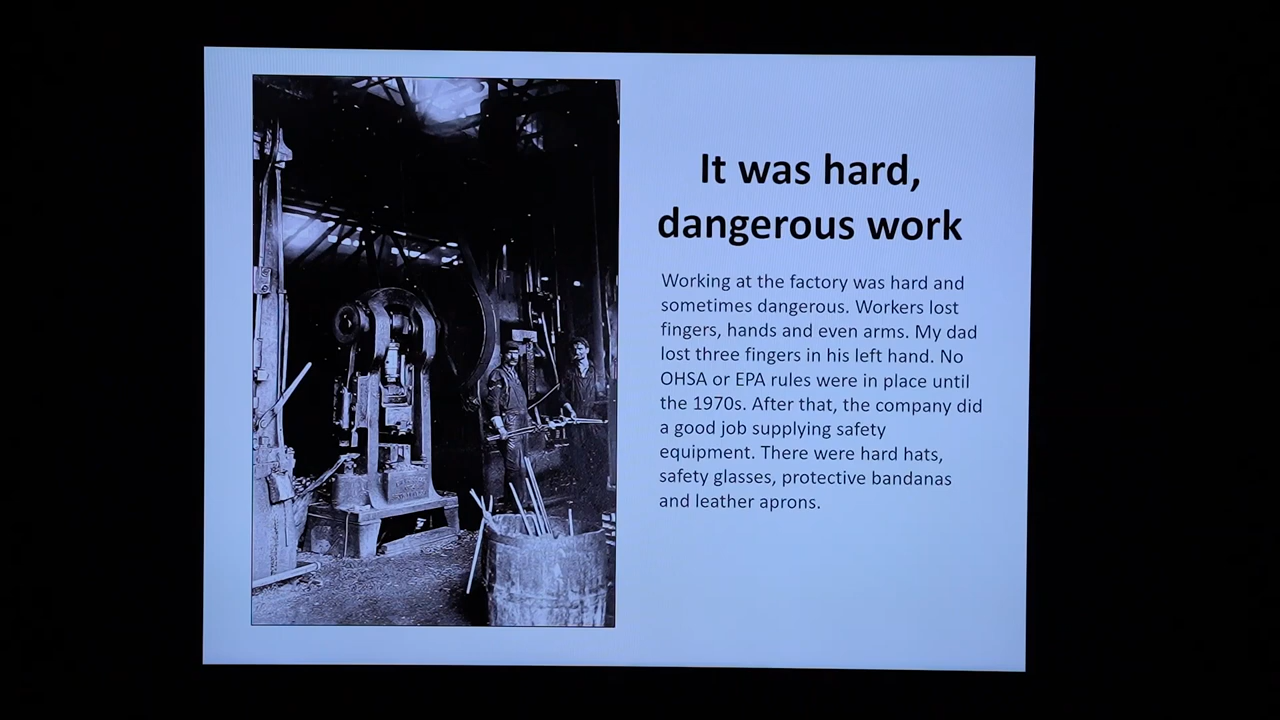 It was hard,
dangerous work
Working at the factory was hard and
sometimes dangerous. Workers lost
fingers, hands and even arms. My dad
lost three fingers in his left hand. No
OHSA or EPA rules were in place until
the 1970s. After that, the company did
a good job supplying safety
equipment. There were hard hats,
safety glasses, protective bandanas
and leather aprons.